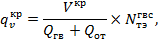 q_v^кр = V^кр / (Q_гв + Q_от) × N_тэ^гвс,